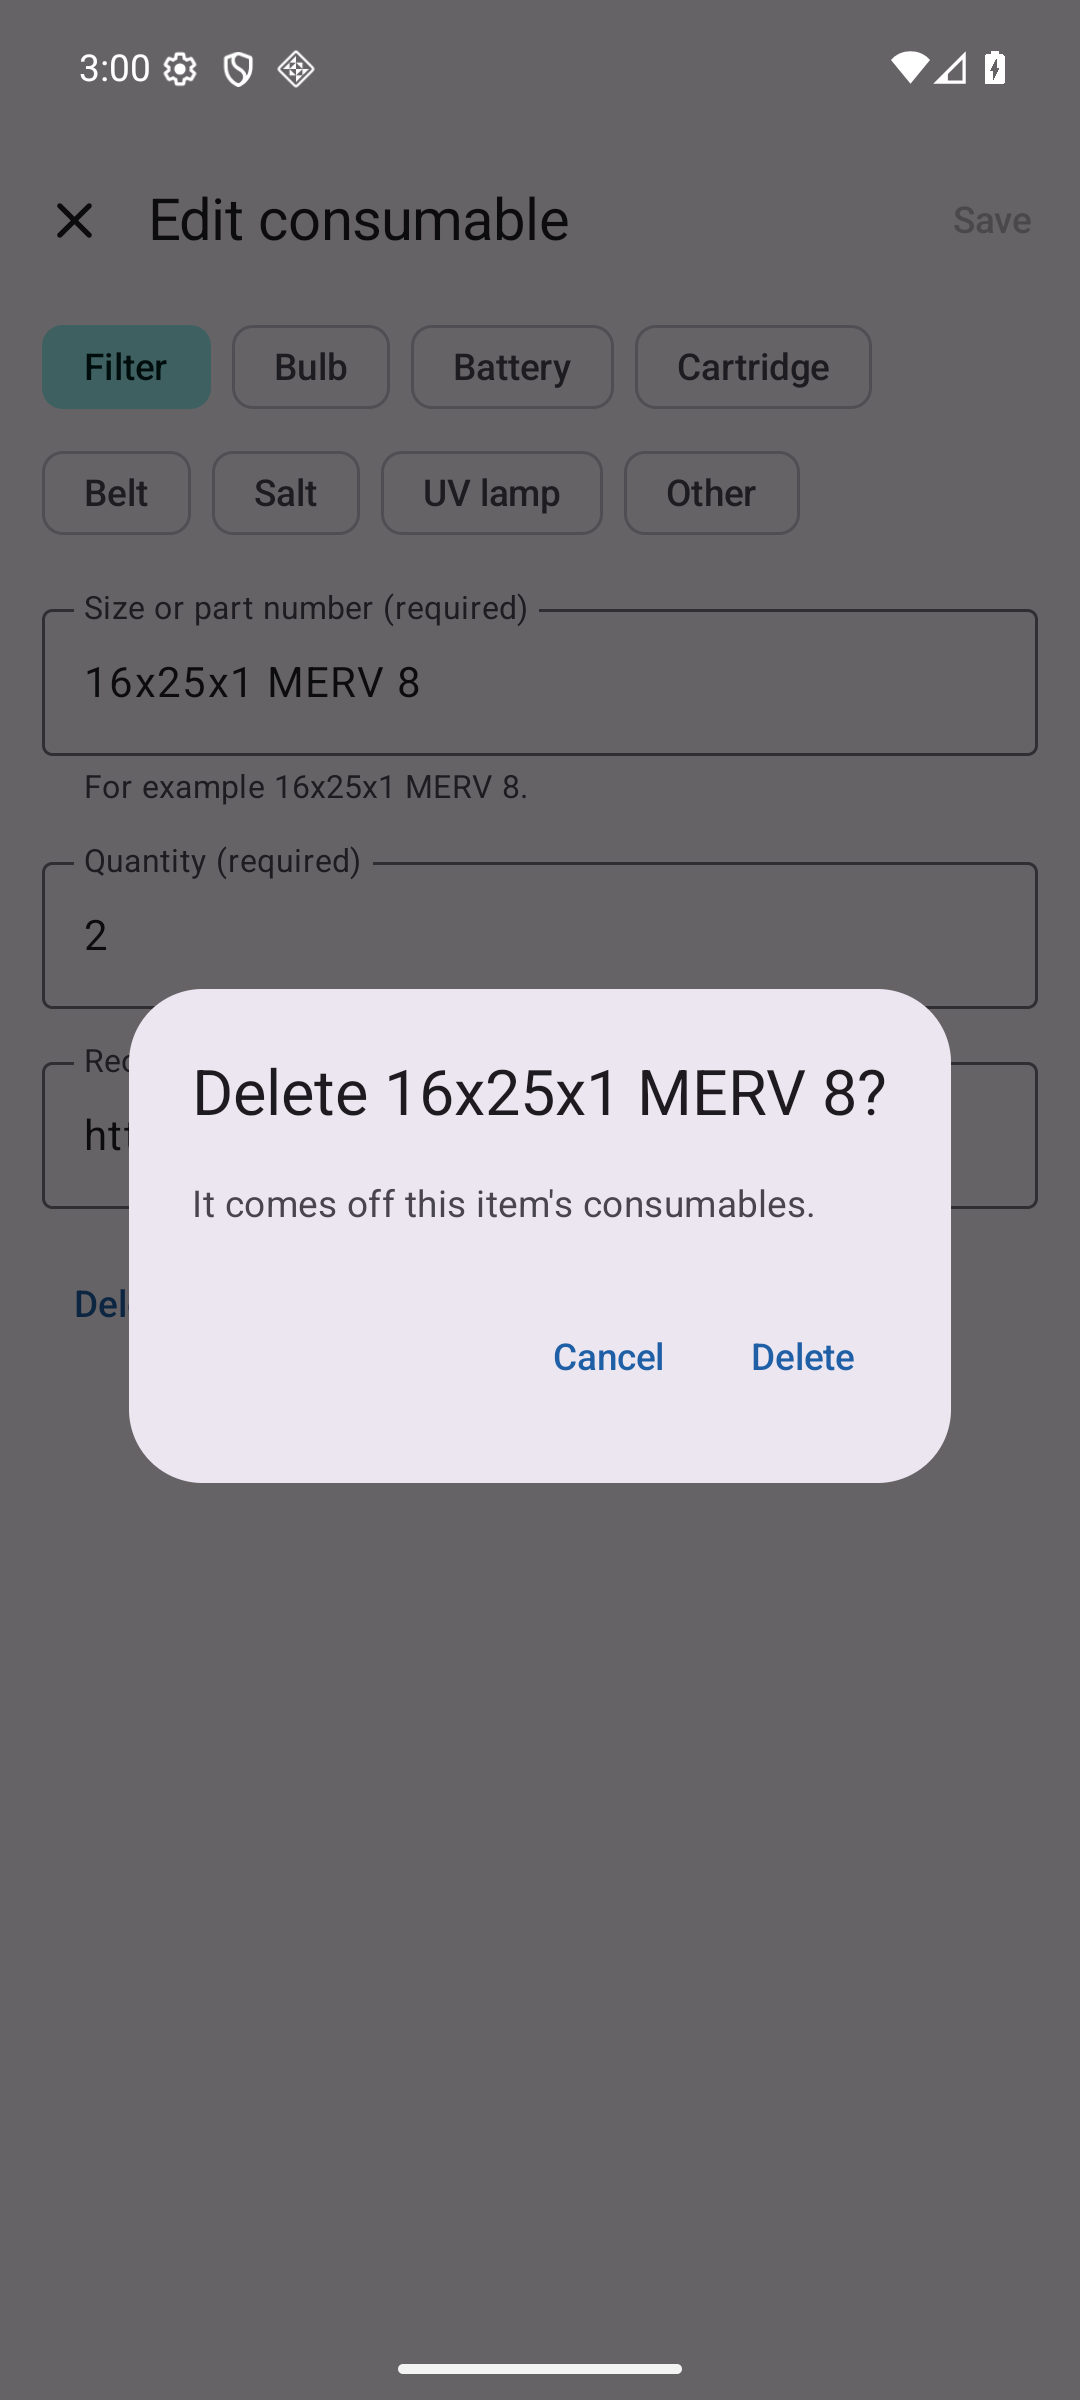 3:00
Edit consumable
Save
Filter
Bulb
Battery
Cartridge
Belt
Salt
UV lamp
Other
Size or part number (required)
16x25x1 MERV 8
For example 16x25x1 MERV 8.
Quantity (required)
2
Delete 16x25x1 MERV 8?
It comes off this item's consumables.
Cancel
Delete